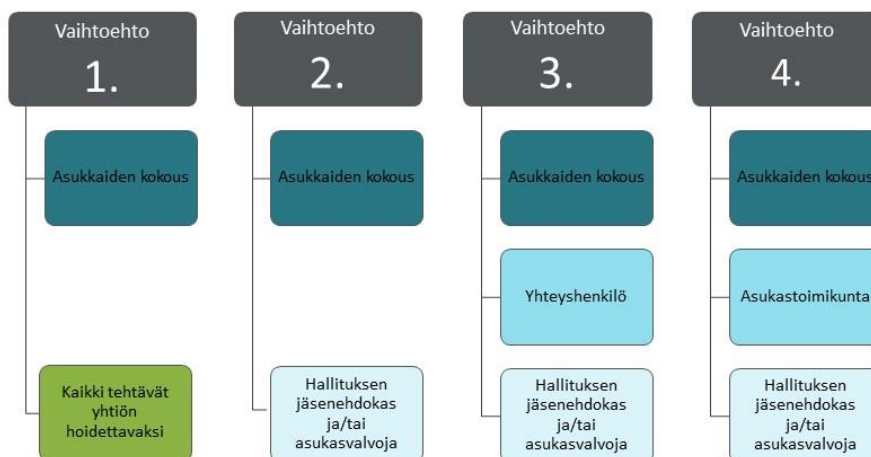 Vaihtoehto
1.
Asukkaiden kokous
Kaikki tehtävät
yhtiön
hoidettavaksi
Vaihtoehto
2.
Asukkaiden kokous
Hallituksen
jäsenehdokas
ja/tai
asukasvalvoja
Vaihtoehto
3.
Asukkaiden kokous
Yhteyshenkilö
Hallituksen
jäsenehdokas
ja/tai
asukasvalvoja
Vaihtoehto
4.
Asukkaiden kokous
Asukastoimikunta
Hallituksen
jäsenehdokas
ja/tai
asukasvalvoja